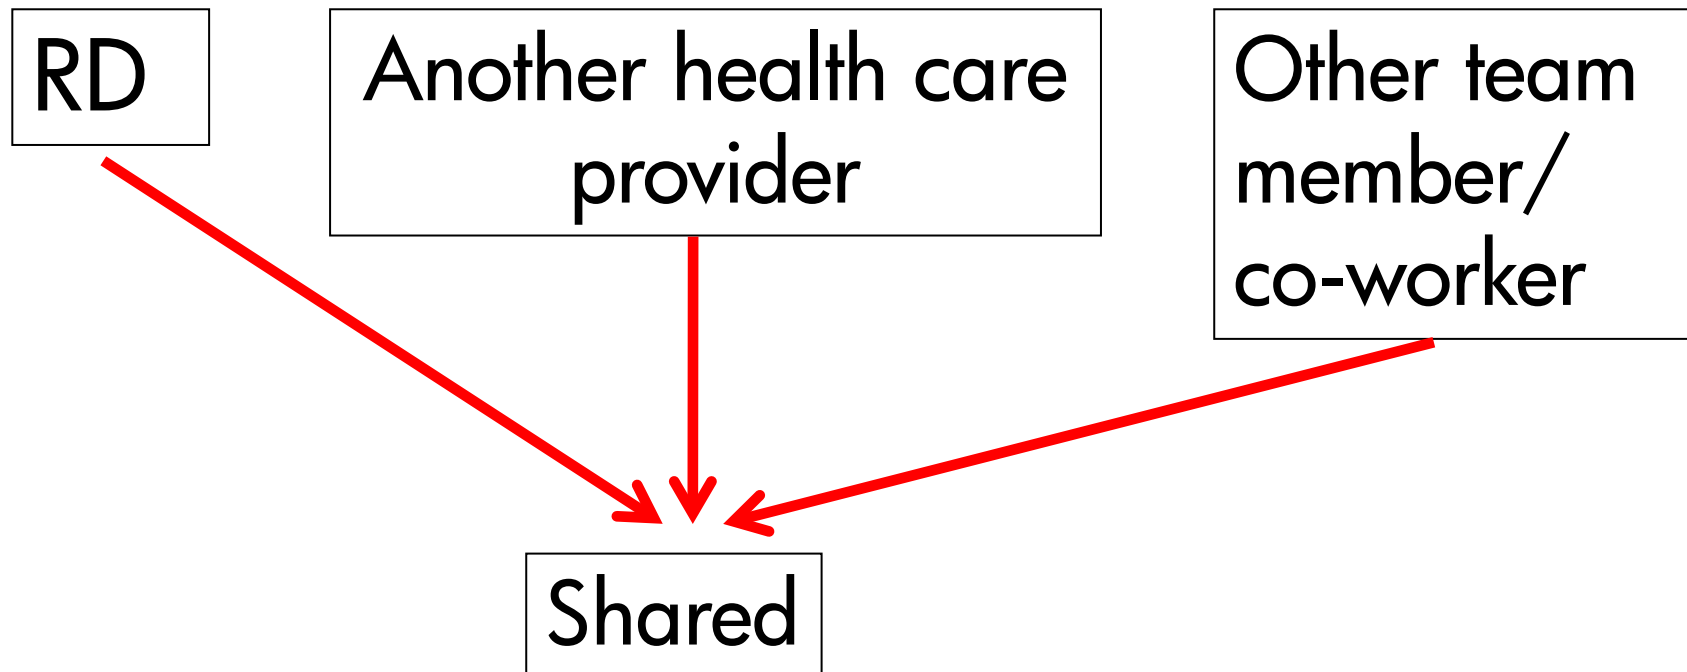 RD
Another health care
provider
Other team
member/
co-worker
Shared